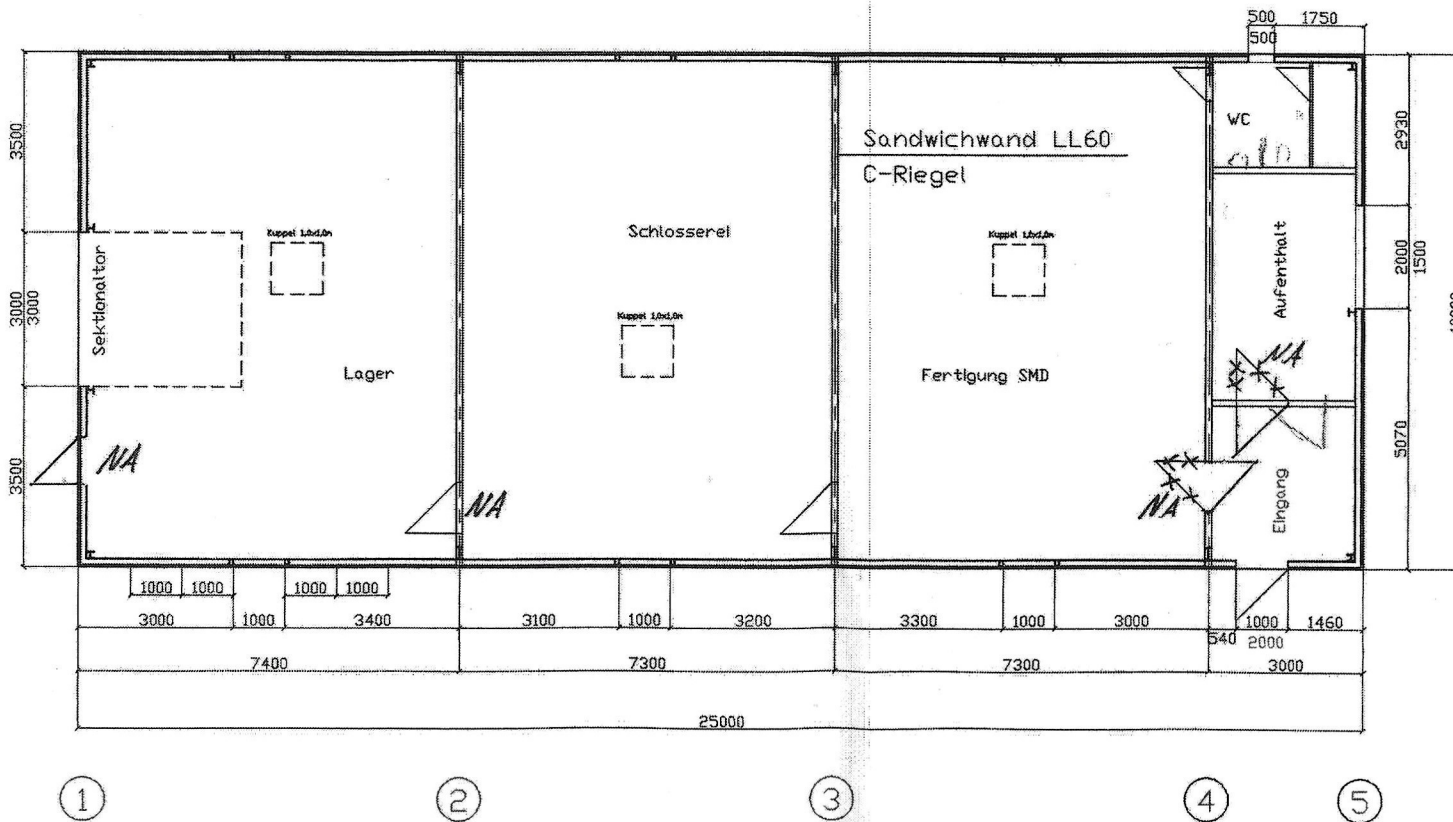 500 1750
500
3500
3000
3000
3500
Sektionaltor
Kuppel 1,0x1,0m
Lager
NA
Schlosserei
Kuppel 1,0x1,0m
NA
Sandwichwand LL60
C-Riegel
Kuppel 1,0x1,0m
Fertigung SMD
NA
WC
Aufenthalt
NA
Eingang
2930
2000
1500
5070
1000 1000 1000 1000
3000 1000 3400 3100 1000 3200 3300 1000 3000 540 1000 1460
2000
7400 7300 7300 3000
25000
1 2 3 4 5